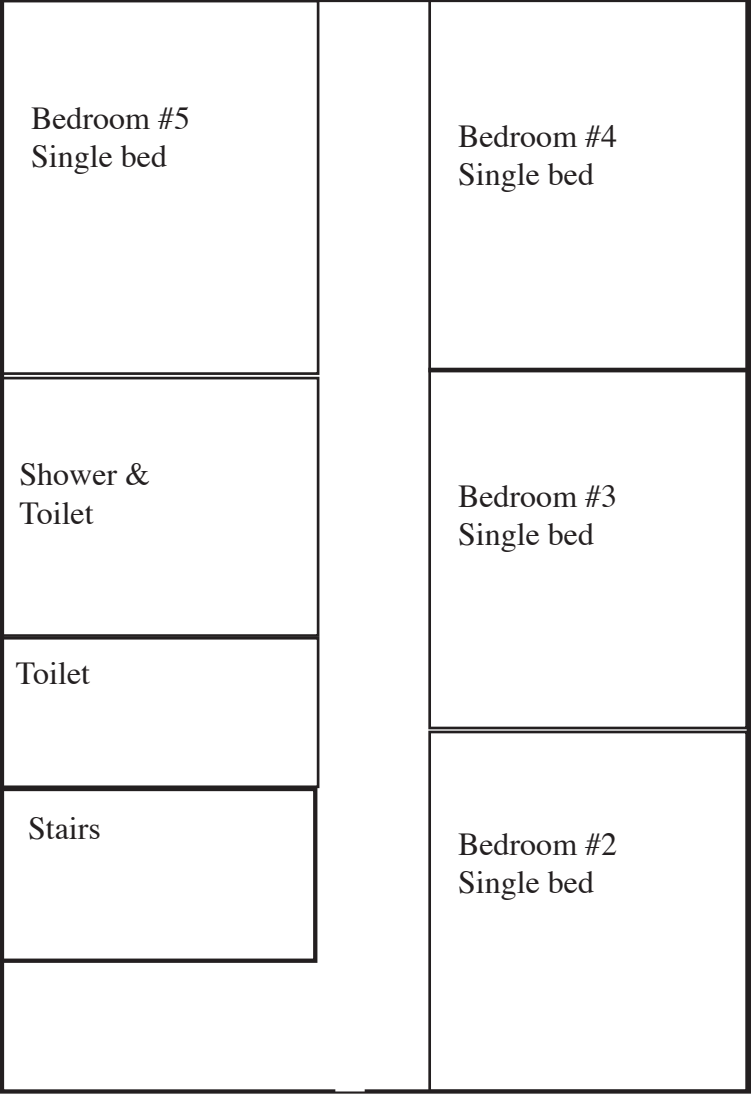 Bedroom #5
Single bed
Bedroom #4
Single bed
Shower &
Toilet
Bedroom #3
Single bed
Toilet
Stairs
Bedroom #2
Single bed